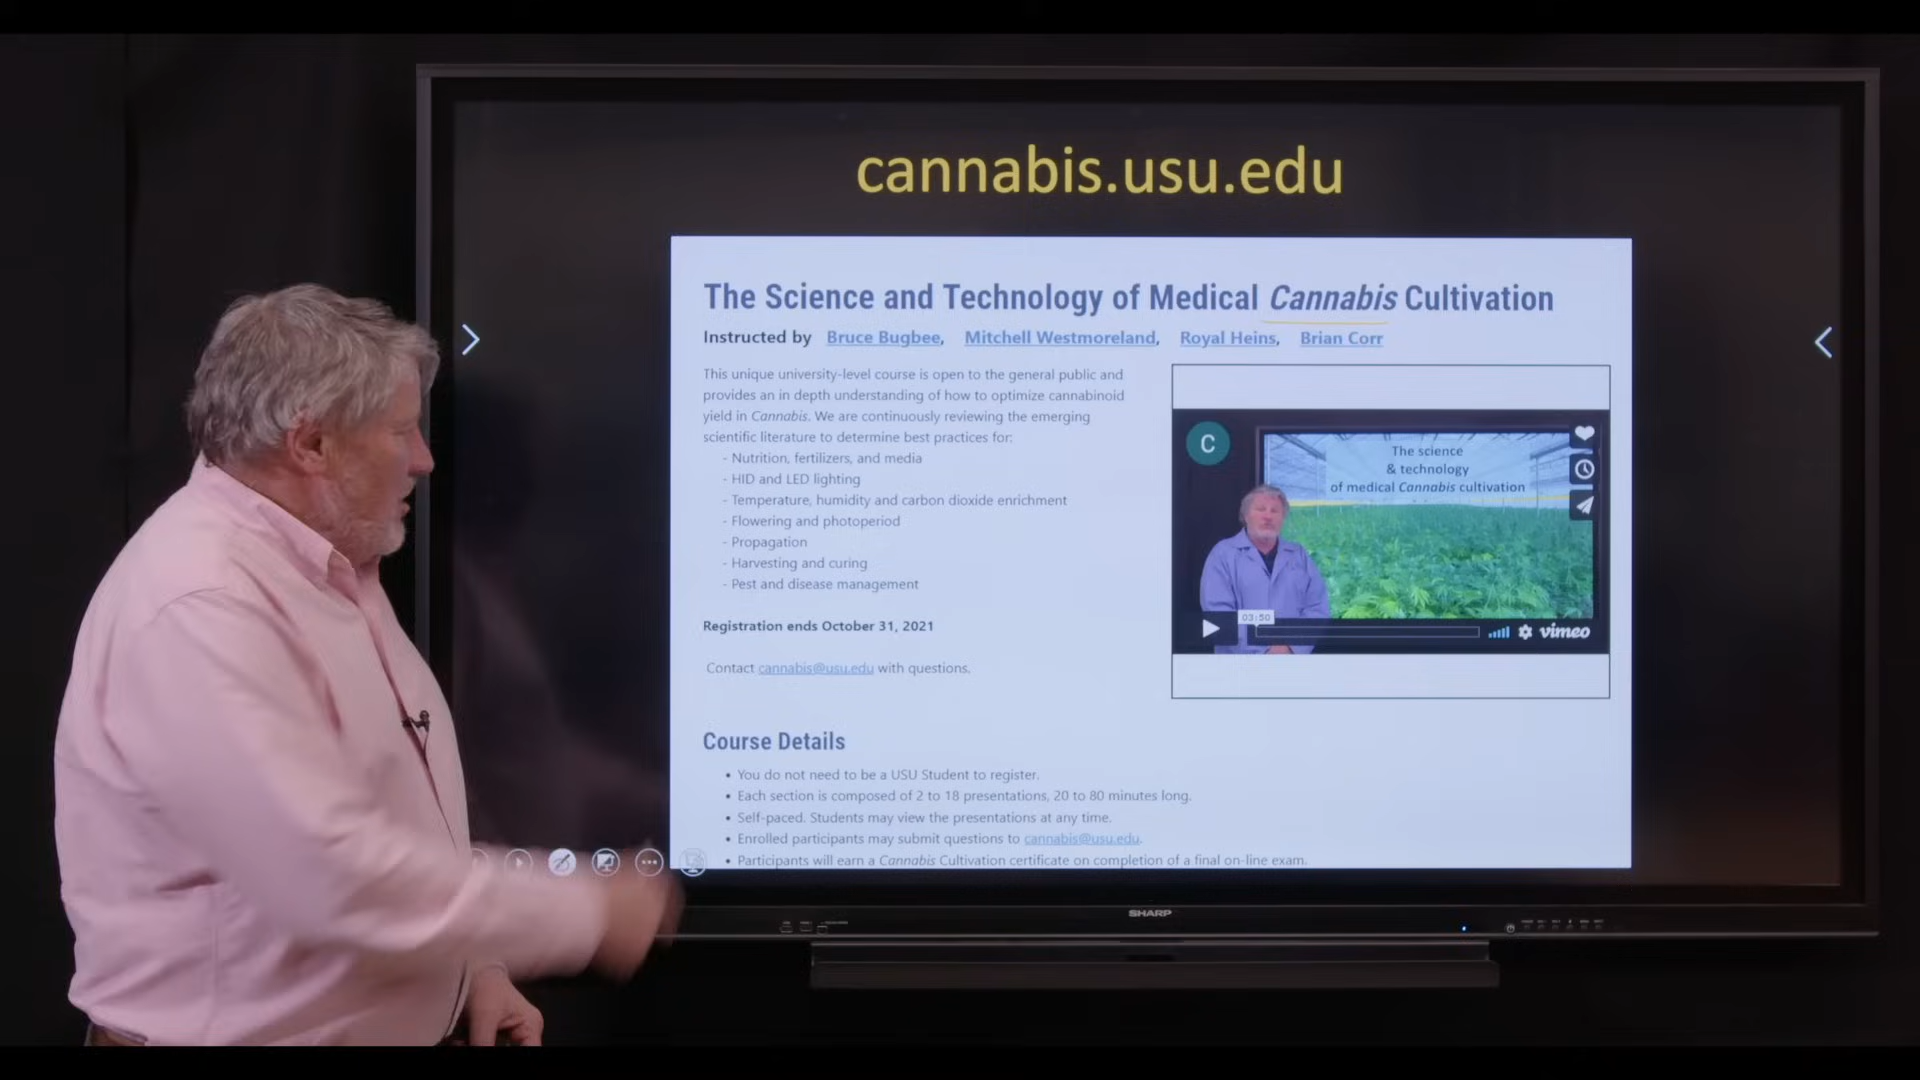 cannabis.usu.edu
The Science and Technology of Medical Cannabis Cultivation
Instructed by Bruce Bugbee, Mitchell Westmoreland, Royal Heins, Brian Corr
This unique university-level course is open to the general public and
provides an in depth understanding of how to optimize cannabinoid
yield in Cannabis. We are continuously reviewing the emerging
scientific literature to determine best practices for:
- Nutrition, fertilizers, and media
- HID and LED lighting
- Temperature, humidity and carbon dioxide enrichment
- Flowering and photoperiod
- Propagation
- Harvesting and curing
- Pest and disease management
Registration ends October 31, 2021
Contact cannabis@usu.edu with questions.
C
The science
& technology
of medical Cannabis cultivation
03:50
vimeo
Course Details
• You do not need to be a USU Student to register.
• Each section is composed of 2 to 18 presentations, 20 to 80 minutes long.
• Self-paced. Students may view the presentations at any time.
• Enrolled participants may submit questions to cannabis@usu.edu.
• Participants will earn a Cannabis Cultivation certificate on completion of a final on-line exam.
SHARP